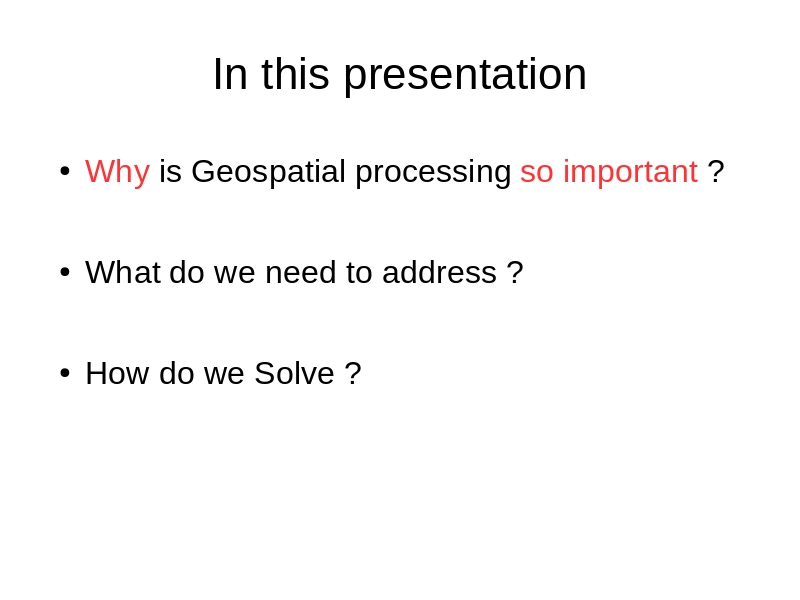 In this presentation
• Why is Geospatial processing so important ?
• What do we need to address ?
• How do we Solve ?